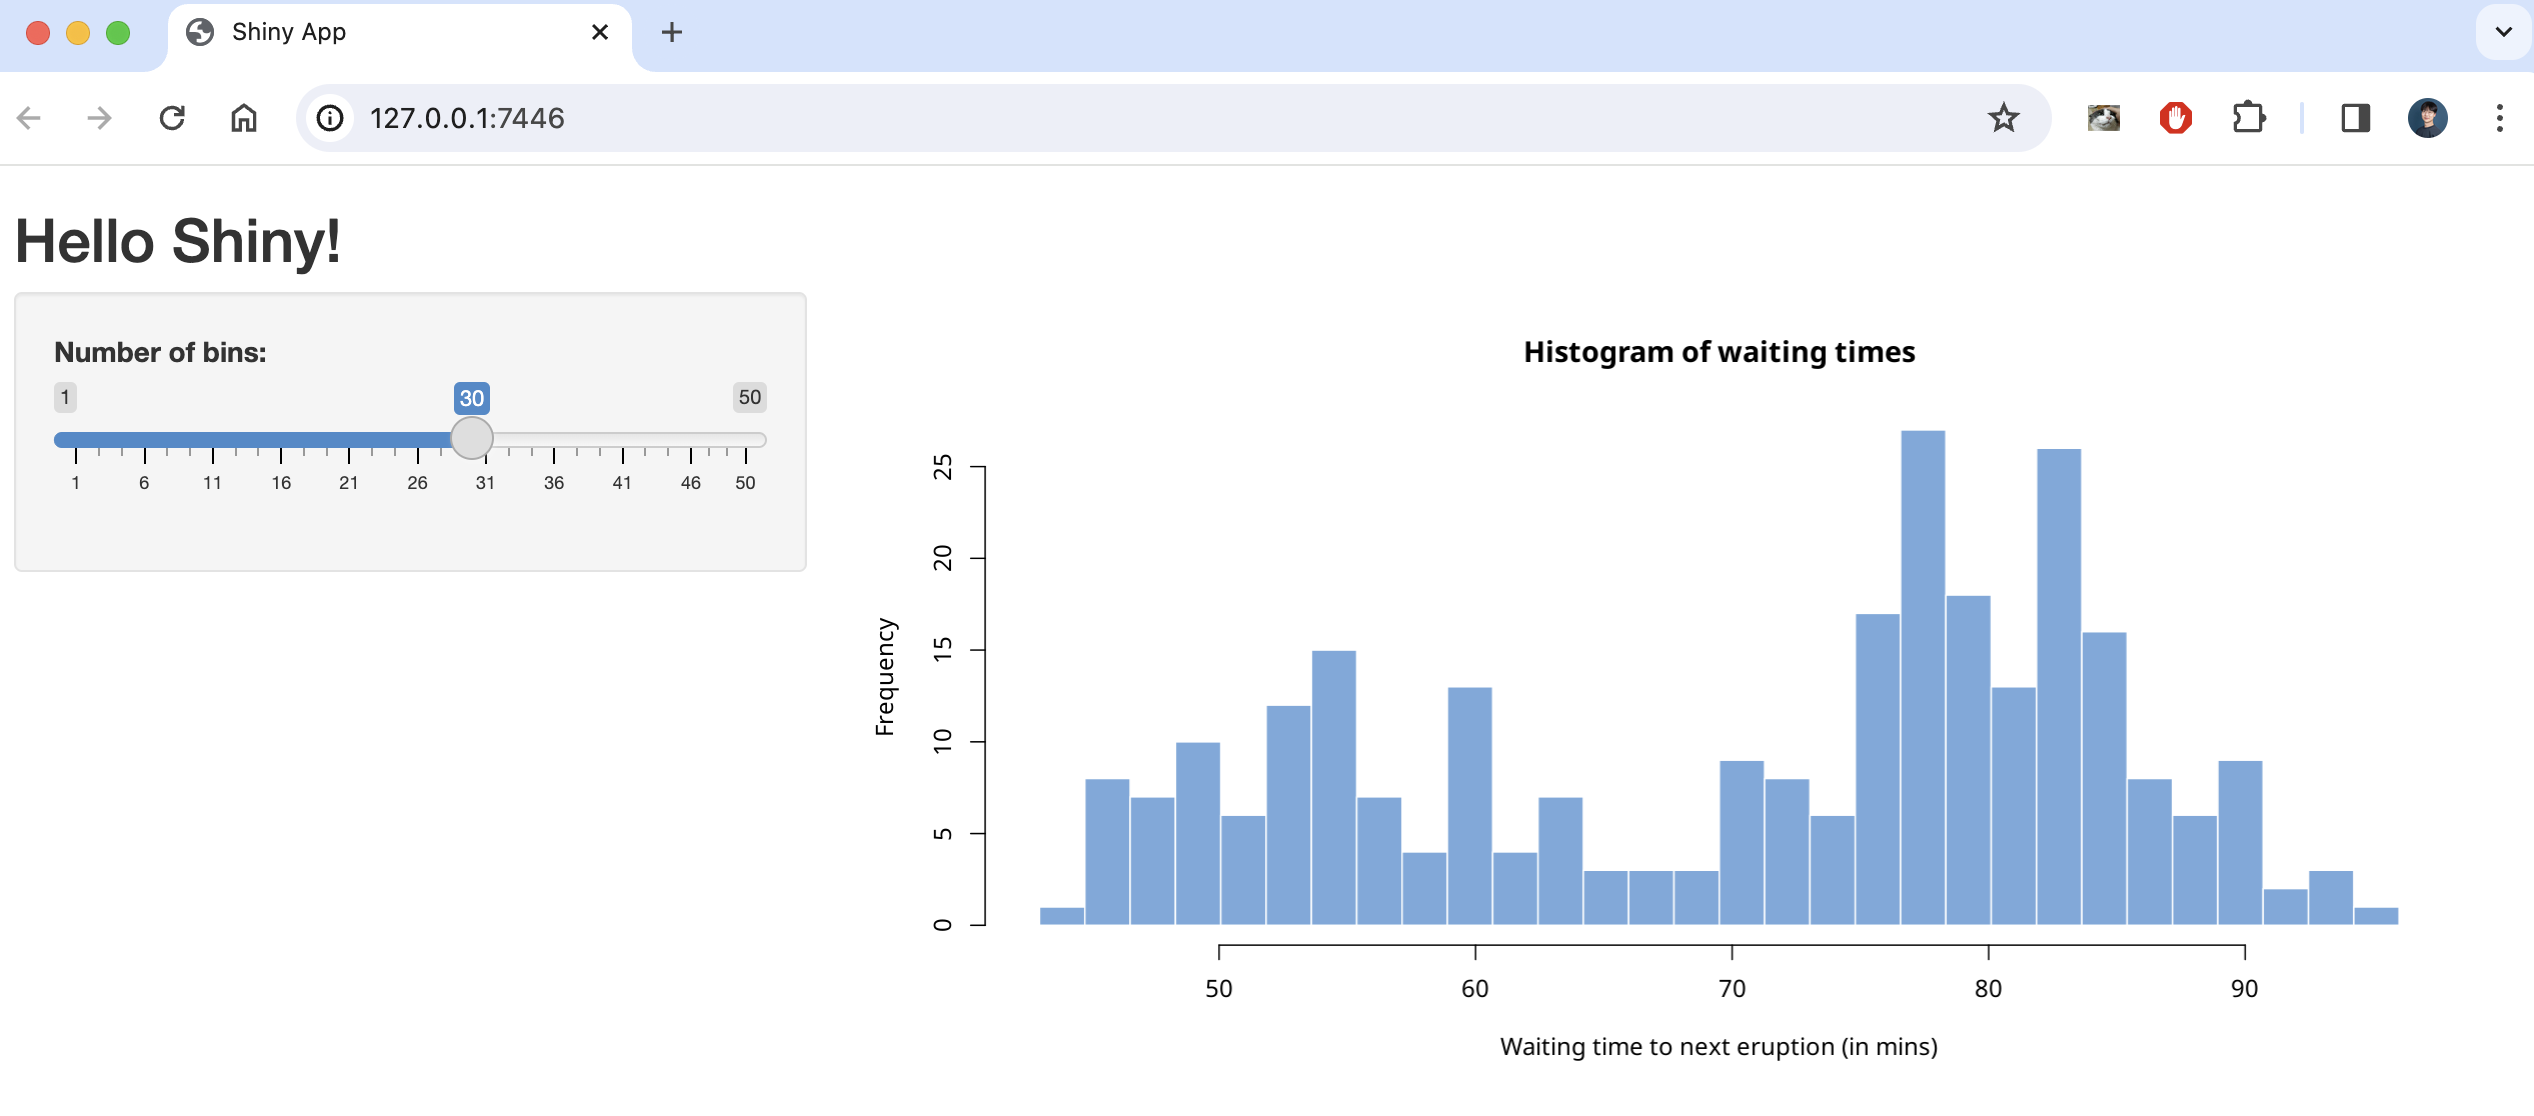 Shiny App
127.0.0.1:7446
Hello Shiny!
Number of bins:
1 30 50
1 6 11 16 21 26 31 36 41 46 50
Histogram of waiting times
Frequency
25
20
15
10
5
0
50 60 70 80 90
Waiting time to next eruption (in mins)